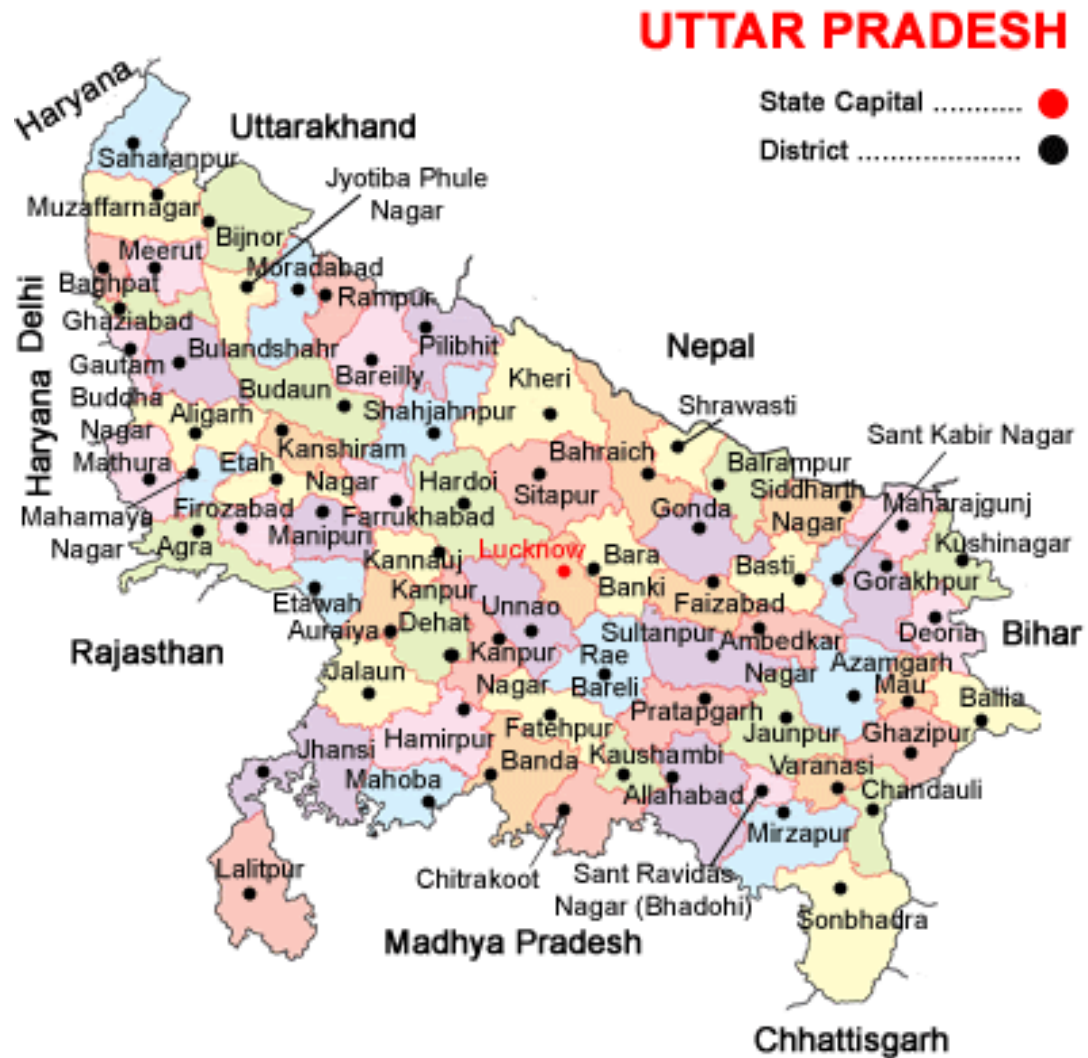 UTTAR PRADESH
State Capital ...........
District .....................
Haryana
Uttarakhand
Saharanpur
Jyotiba Phule
Nagar
Muzaffarnagar
Bijnor
Meerut
Moradabad
Baghpat
Rampur
Haryana Delhi
Ghaziabad
Bulandshahr
Pilibhit
Nepal
Gautam
Buddha
Nagar
Bareilly
Kheri
Budaun
Shrawasti
Aligarh
Shahjahnpur
Sant Kabir Nagar
Kanshiram
Nagar
Bahraich
Mathura
Etah
Hardoi
Sitapur
Balrampur
Siddharth
Nagar
Maharajgunj
Mahamaya
Nagar
Firozabad
Farrukhabad
Gonda
Manipuri
Agra
Kannauj
Lucknow
Bara
Banki
Basti
Kushinagar
Gorakhpur
Etawah
Kanpur
Dehat
Unnao
Faizabad
Auraiya
Sultanpur
Ambedkar
Nagar
Deoria
Bihar
Rajasthan
Jalaun
Kanpur
Nagar
Rae
Bareli
Azamgarh
Mau
Ballia
Pratapgarh
Jhansi
Hamirpur
Fatehpur
Jaunpur
Ghazipur
Mahoba
Banda
Kaushambi
Varanasi
Allahabad
Chandauli
Mirzapur
Lalitpur
Chitrakoot
Sant Ravidas
Nagar (Bhadohi)
Sonbhadra
Madhya Pradesh
Chhattisgarh